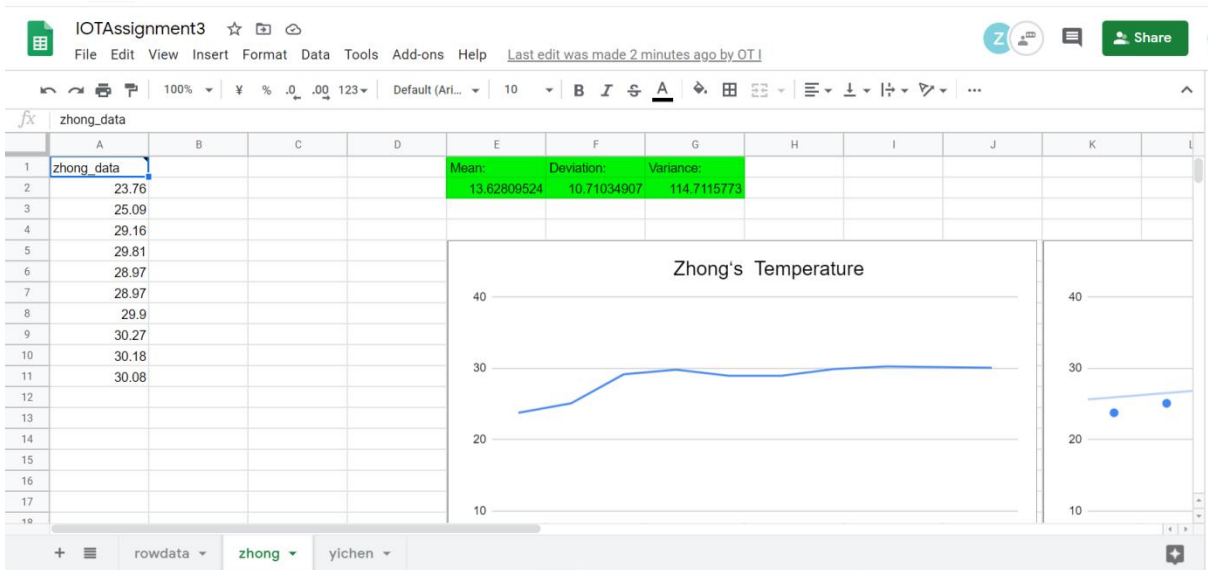 IOTAssignment3
File Edit View Insert Format Data Tools Add-ons Help Last edit was made 2 minutes ago by OT I
Z Share
100% ¥ % .0 .00 123 Default (Ari... 10 B I S A ...
fx zhong_data
A B C D E F G H I J K L
1 zhong_data Mean: Deviation: Variance:
2 23.76 13.62809524 10.71034907 114.7115773
3 25.09
4 29.16
5 29.81
6 28.97
7 28.97
8 29.9
9 30.27
10 30.18
11 30.08
12
13
14
15
16
17
18
Zhong‘s Temperature
40
30
20
10
40
30
20
10
+ rowdata zhong yichen